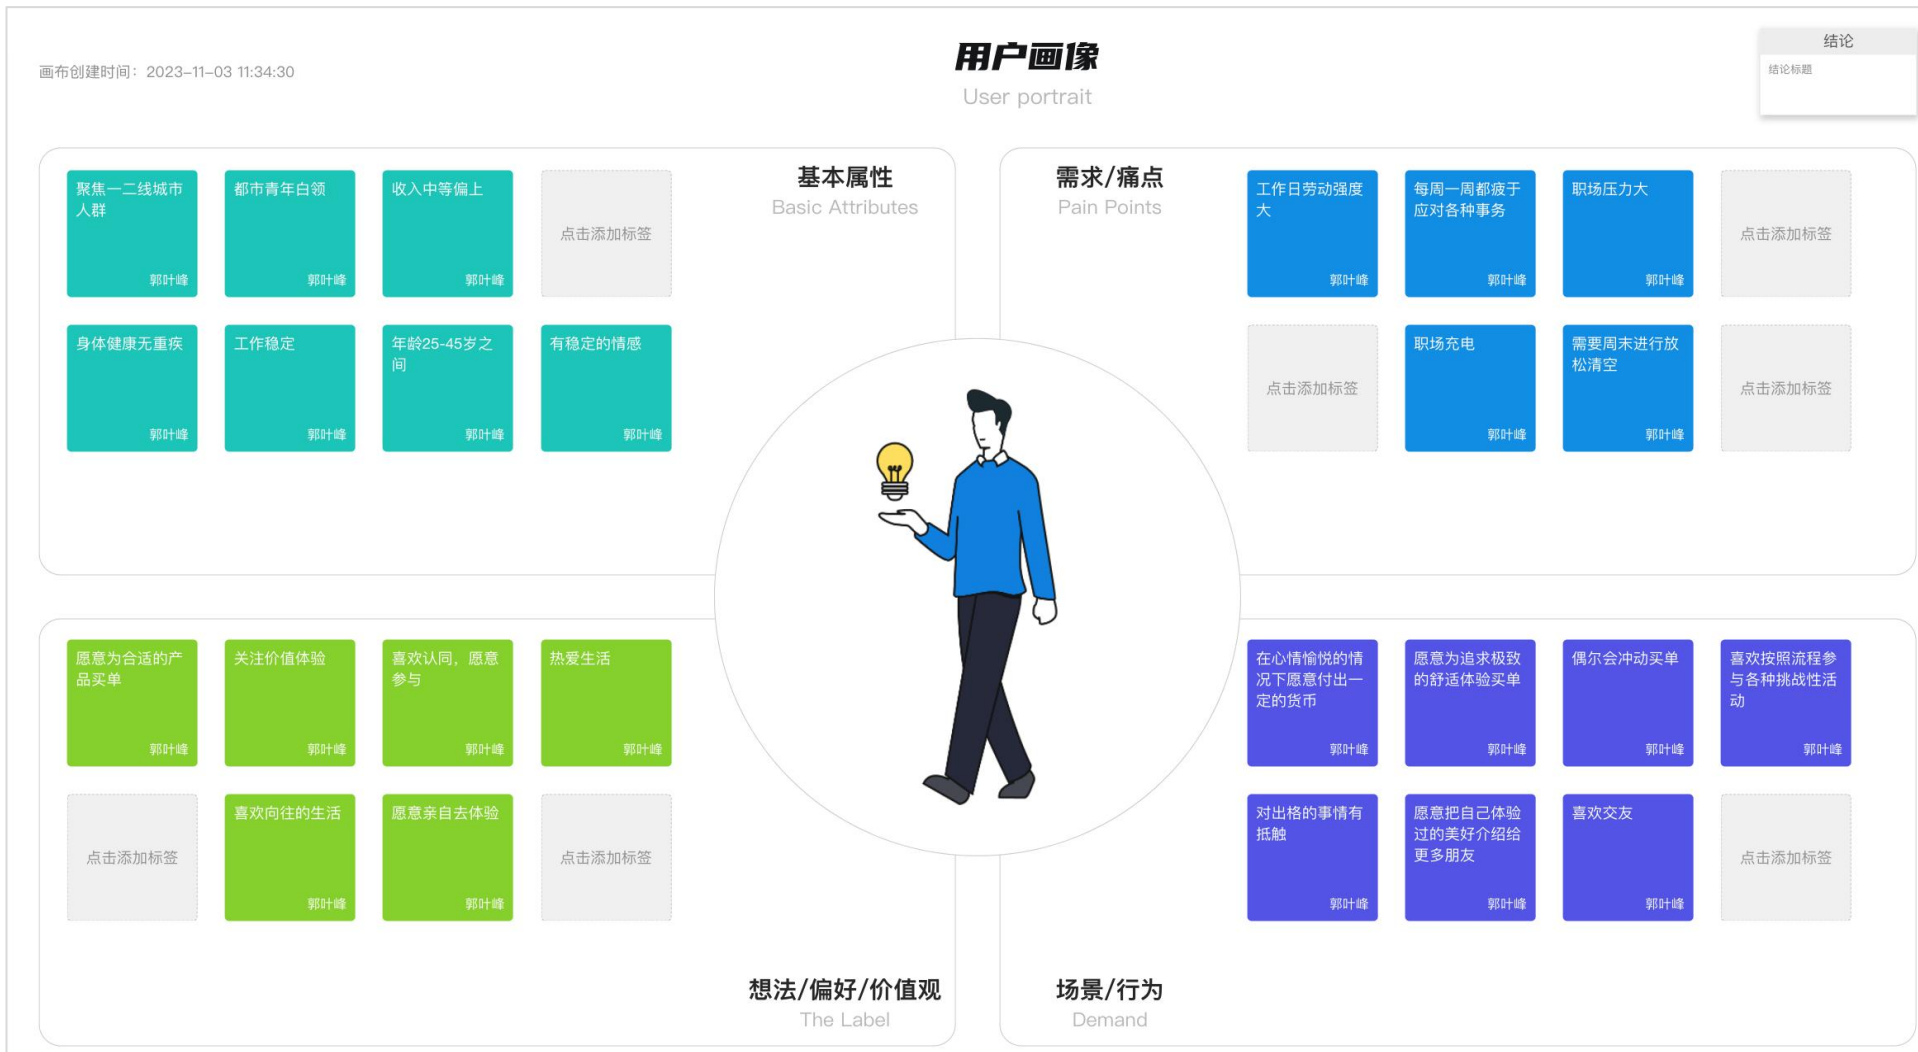 画布创建时间：2023-11-03 11:34:30
用户画像
User portrait
结论
结论标题
基本属性
Basic Attributes
聚焦一二线城市
人群
郭叶峰
都市青年白领
郭叶峰
收入中等偏上
郭叶峰
点击添加标签
身体健康无重疾
郭叶峰
工作稳定
郭叶峰
年龄25-45岁之
间
郭叶峰
有稳定的情感
郭叶峰
需求/痛点
Pain Points
工作日劳动强度
大
郭叶峰
每周一周都疲于
应对各种事务
郭叶峰
职场压力大
郭叶峰
点击添加标签
点击添加标签
职场充电
郭叶峰
需要周末进行放
松清空
郭叶峰
点击添加标签
愿意为合适的产
品买单
郭叶峰
关注价值体验
郭叶峰
喜欢认同，愿意
参与
郭叶峰
热爱生活
郭叶峰
点击添加标签
喜欢向往的生活
郭叶峰
愿意亲自去体验
郭叶峰
点击添加标签
想法/偏好/价值观
The Label
在心情愉悦的情
况下愿意付出一
定的货币
郭叶峰
愿意为追求极致
的舒适体验买单
郭叶峰
偶尔会冲动买单
郭叶峰
喜欢按照流程参
与各种挑战性活
动
郭叶峰
对出格的事情有
抵触
郭叶峰
愿意把自己体验
过的美好介绍给
更多朋友
郭叶峰
喜欢交友
郭叶峰
点击添加标签
场景/行为
Demand